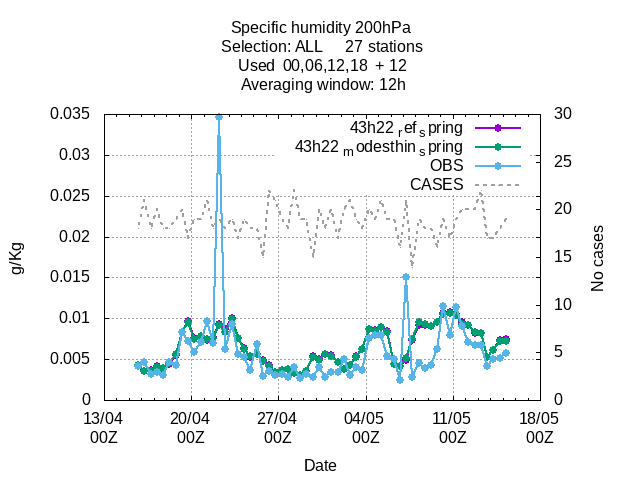 Specific humidity 200hPa
Selection: ALL 27 stations
Used 00,06,12,18 + 12
Averaging window: 12h
43h22 ref spring
43h22 modesthin spring
OBS
CASES
0.035
0.03
0.025
0.02
0.015
0.01
0.005
0
30
25
20
15
10
5
0
g/Kg
No cases
13/04 20/04 27/04 04/05 11/05 18/05
00Z 00Z 00Z 00Z 00Z 00Z
Date